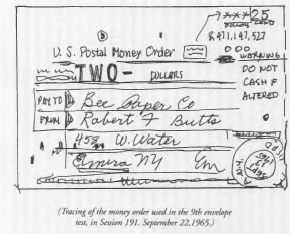 ***25
DOLLARS CENTS
8,471,147,527
U. S. Postal Money Order
000
WARNING
DO NOT
CASH IF
ALTERED
TWO -
DOLLARS
PAY TO Bee Paper Co
FROM Robert F Butts
458 W. Water
Elmira NY
(Tracing of the money order used in the 9th envelope
test, in Session 191. September 22,1965.)